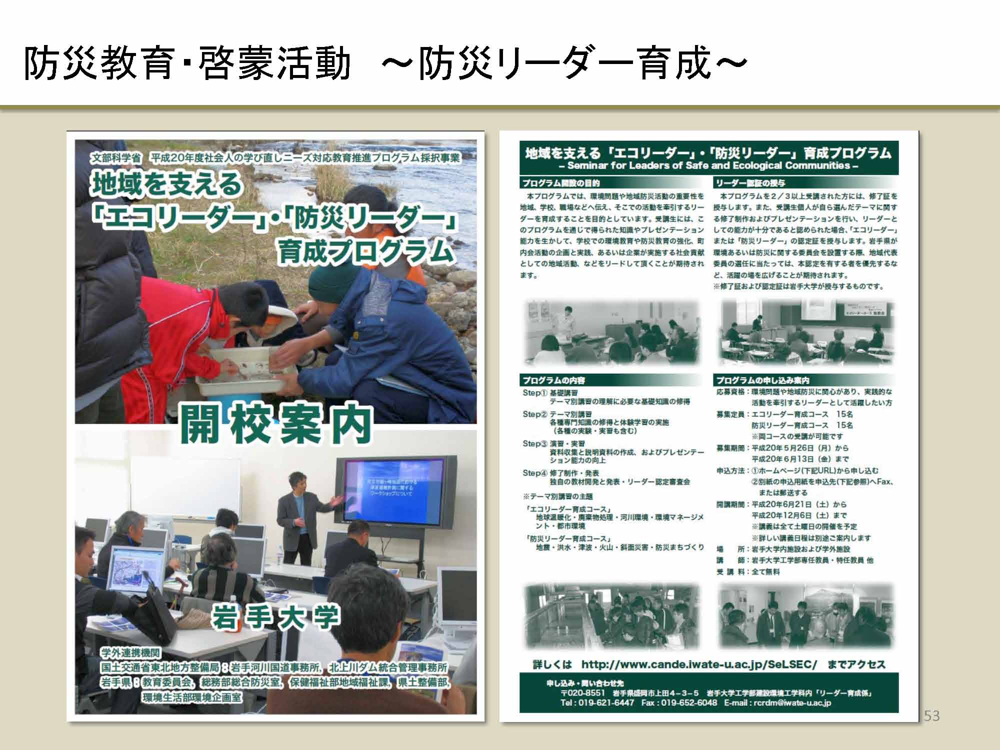 防災教育・啓蒙活動　～防災リーダー育成～
文部科学省　平成20年度社会人の学び直しニーズ対応教育推進プログラム採択事業
地域を支える
「エコリーダー」・「防災リーダー」
育成プログラム
開校案内
ワークショップについて
岩手大学
学外連携機関
国土交通省東北地方整備局：岩手河川国道事務所，北上川ダム統合管理事務所
岩手県：教育委員会，総務部総合防災室，保健福祉部地域福祉課，県土整備部，
環境生活部環境企画室
地域を支える「エコリーダー」・「防災リーダー」育成プログラム
– Seminar for Leaders of Safe and Ecological Communities –
プログラム開設の目的
本プログラムでは、環境問題や地域防災活動の重要性を
地域、学校、職場などへ伝え、そこでの活動を牽引するリー
ダーを育成することを目的としています。受講生には、こ
のプログラムを通じで得られた知識やプレゼンテーション
能力を生かして、学校での環境教育や防災教育の強化、町
内会活動の企画と実践、あるいは企業が実施する社会貢献
としての地域活動、などをリードして頂くことが期待され
ます。
リーダー認証の授与
本プログラムを２／３以上受講された方には、修了証を
授与します。また、受講生個人が自ら選んだテーマに関す
る修了制作およびプレゼンテーションを行い、リーダーと
しての能力が十分であると認められた場合、「エコリーダー」
または「防災リーダー」の認定証を授与します。岩手県が
環境あるいは防災に関する委員会を設置する際、地域代表
委員の選任に当たっては、本認定を有する者を優先するな
ど、活躍の場を広げることが期待されます。
※修了証および認定証は岩手大学が授与するものです。
プログラムの内容
Step① 基礎講習
テーマ別講習の理解に必要な基礎知識の修得
Step② テーマ別講習
各種専門知識の修得と体験学習の実施
（各種の実験・実習も含む）
Step③ 演習・実習
資料収集と説明資料の作成、およびプレゼンテー
ション能力の向上
Step④ 修了制作・発表
独自の教材開発と発表・リーダー認定審査会
※テーマ別講習の主題
「エコリーダー育成コース」
地球温暖化・廃棄物処理・河川環境・環境マネージメ
ント・都市環境
「防災リーダー育成コース」
地震・洪水・津波・火山・斜面災害・防災まちづくり
プログラムの申し込み案内
応募資格：環境問題や地域防災に関心があり、実践的な
活動を牽引するリーダーとして活躍したい方
募集定員：エコリーダー育成コース　15名
防災リーダー育成コース　15名
※両コースの受講が可能です
募集期間：平成20年５月26日（月）から
平成20年６月13日（金）まで
申込方法：①ホームページ(下記URL)から申し込む
②別紙の申込用紙を申込先(下記参照)へFax、
または郵送する
開講期間：平成20年6月21日（土）から
平成20年12月6日（土）まで
※講義は全て土曜日の開催を予定
※詳しい講義日程は別途ご案内します
場　　所：岩手大学内施設および学外施設
講　　師：岩手大学工学部専任教員・特任教員 他
受 講 料：全て無料
詳しくは　http://www.cande.iwate-u.ac.jp/SeLSEC/　までアクセス
申し込み・問い合わせ先
〒020-8551　岩手県盛岡市上田４−３−５　岩手大学工学部建設環境工学科内「リーダー育成係」
Tel : 019-621-6447　Fax : 019-652-6048　E-mail : rcrdm@iwate-u.ac.jp
53